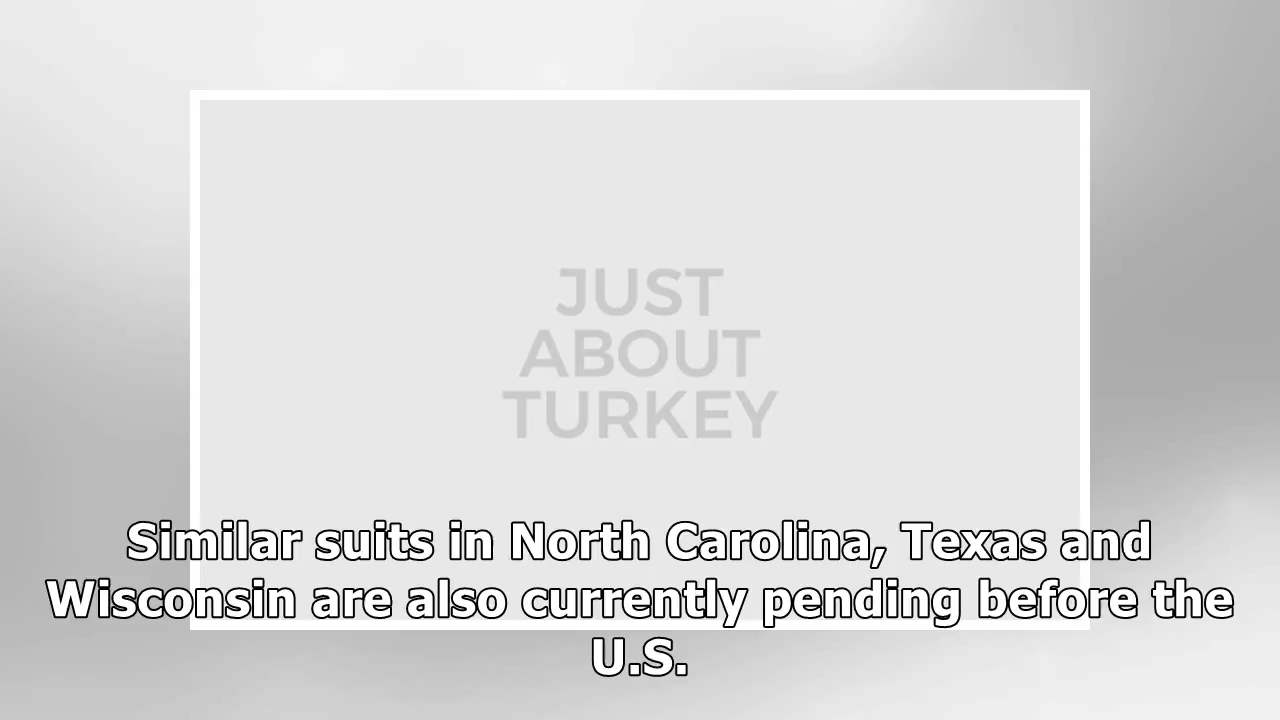 JUST
ABOUT
TURKEY
Similar suits in North Carolina, Texas and
Wisconsin are also currently pending before the
U.S.